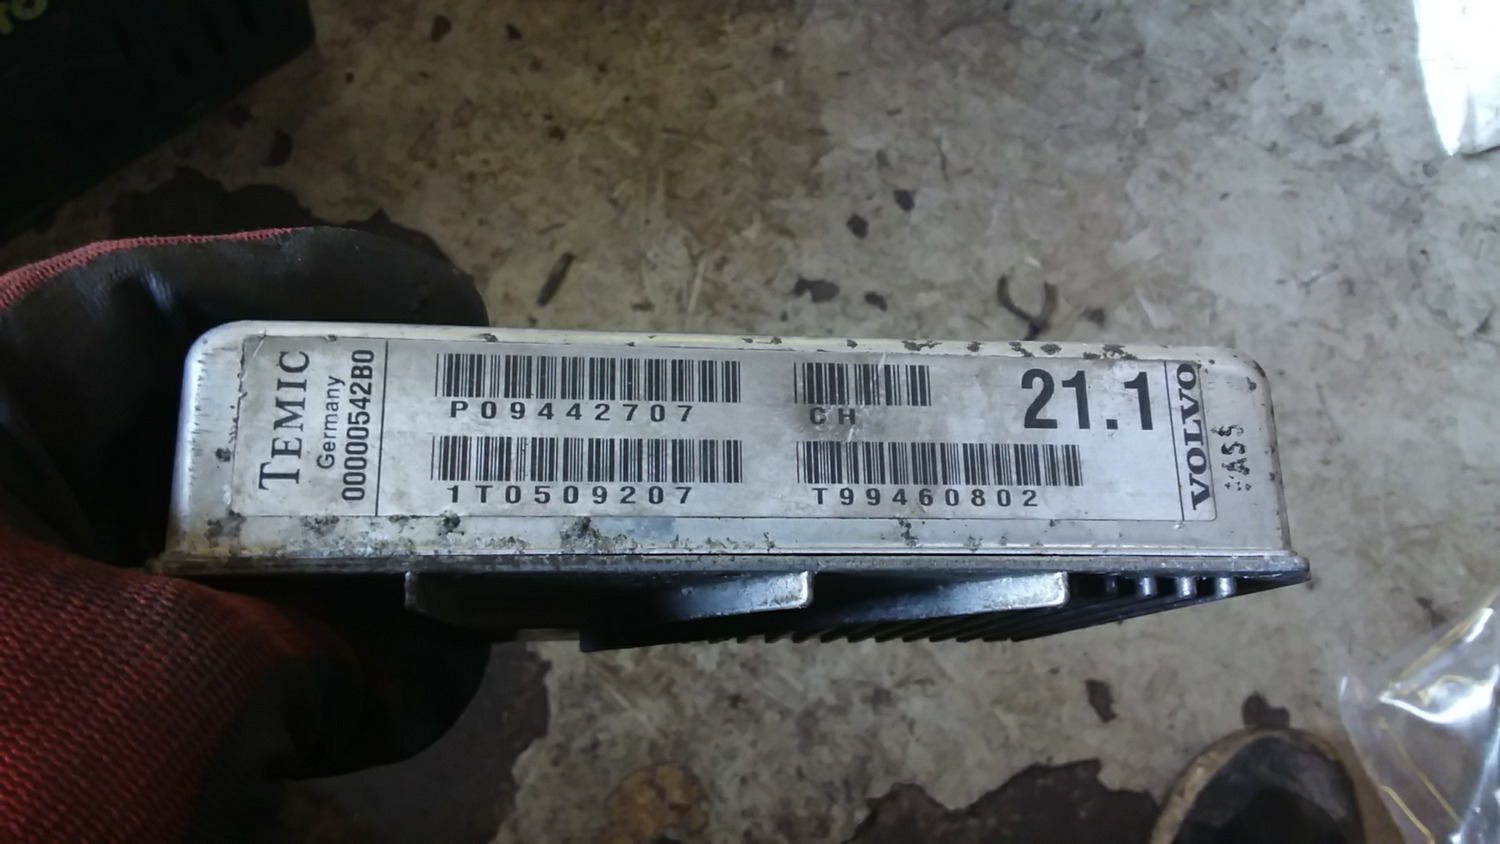 TEMIC
Germany
00000542B0
P09442707
1T0509207
CH
T99460802
21.1
VOLVO